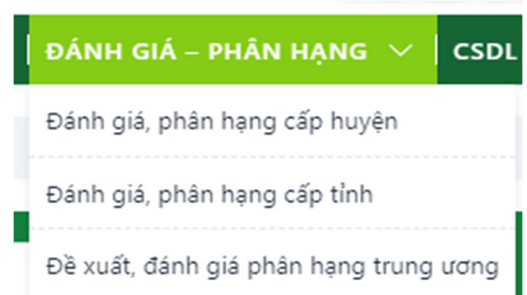 ĐÁNH GIÁ – PHÂN HẠNG CSDL
Đánh giá, phân hạng cấp huyện
Đánh giá, phân hạng cấp tỉnh
Đề xuất, đánh giá phân hạng trung ương